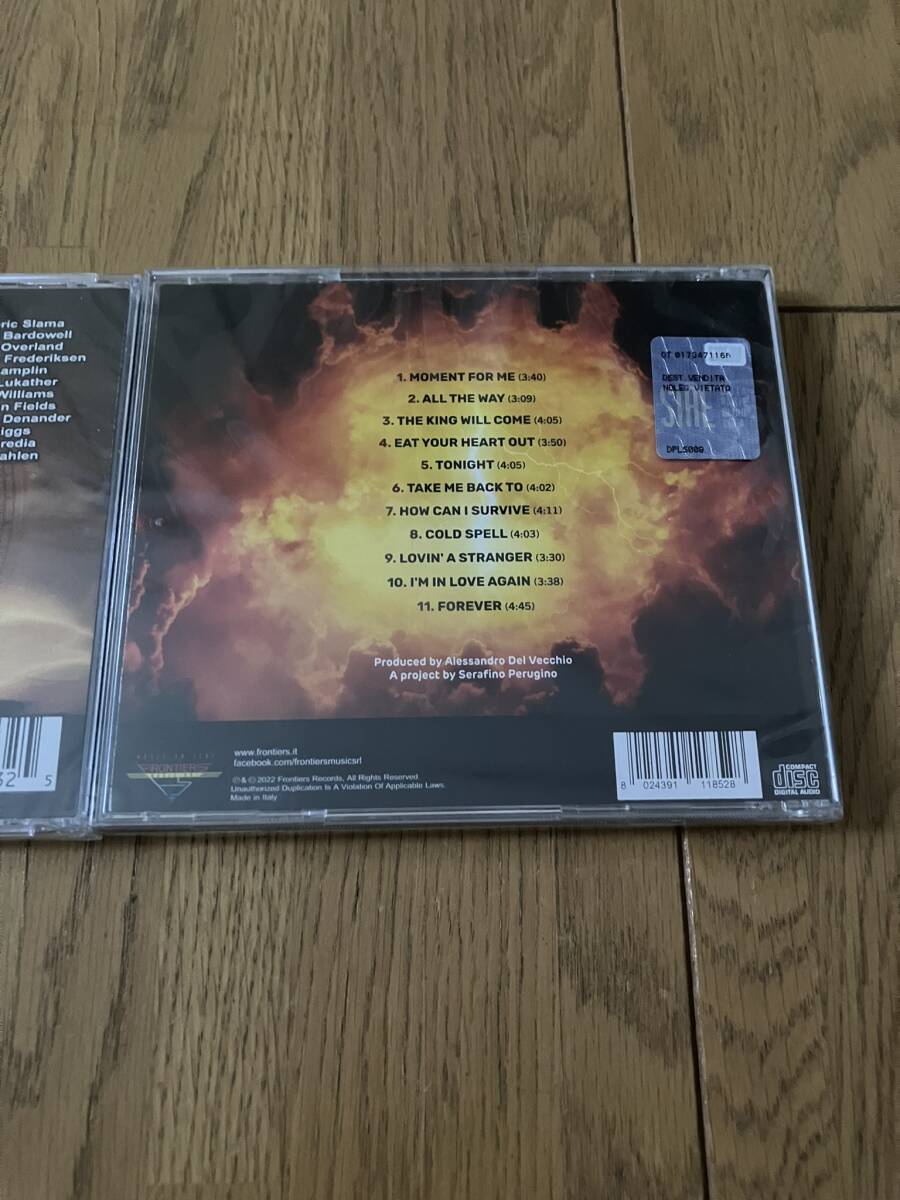 ric Slama
Bardowell
Overland
Frederiksen
amplin
Lukather
Williams
n Fields
Denander
iggs
redia
ahlen
5
1. MOMENT FOR ME (3:40)
2. ALL THE WAY (3:09)
3. THE KING WILL COME (4:05)
4. EAT YOUR HEART OUT (3:50)
5. TONIGHT (4:05)
6. TAKE ME BACK TO (4:02)
7. HOW CAN I SURVIVE (4:11)
8. COLD SPELL (4:03)
9. LOVIN' A STRANGER (3:30)
10. I'M IN LOVE AGAIN (3:38)
11. FOREVER (4:45)
DEST.VENDITA
NOLEG.VIETATO
Produced by Alessandro Del Vecchio
A project by Serafino Perugino
FRONTIERS
www.frontiers.it
facebook.com/frontiersmusicsrl
℗ & © 2022 Frontiers Records, All Rights Reserved
Unauthorized Duplication Is A Violation Of Applicable Laws.
Made in Italy
8 024391 118528
COMPACT
disc
DIGITAL AUDIO